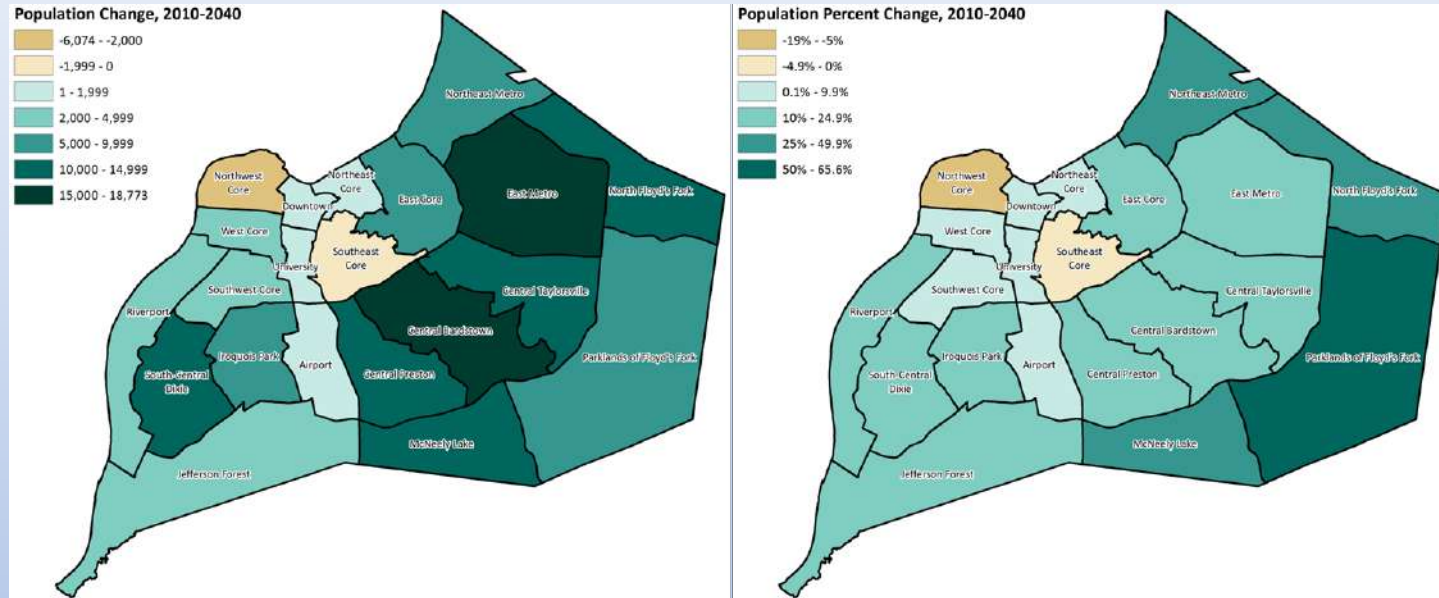 Population Change, 2010-2040
-6,074 - -2,000
-1,999 - 0
1 - 1,999
2,000 - 4,999
5,000 - 9,999
10,000 - 14,999
15,000 - 18,773
Northeast Metro
Northwest
Core
Northeast
Core
Downtown
East Core
East Metro
North Floyd's Fork
West Core
University
Southeast
Core
Southwest Core
Central Taylorsville
Riverport
Central Bardstown
Iroquois Park
Airport
South-Central
Dixie
Central Preston
Parklands of Floyd's Fork
McNeely Lake
Jefferson Forest
Population Percent Change, 2010-2040
-19% - -5%
-4.9% - 0%
0.1% - 9.9%
10% - 24.9%
25% - 49.9%
50% - 65.6%
Northeast Metro
Northwest
Core
Northeast
Core
Downtown
East Core
East Metro
North Floyd's Fork
West Core
University
Southeast
Core
Southwest Core
Central Taylorsville
Riverport
Central Bardstown
Iroquois Park
Airport
South-Central
Dixie
Central Preston
Parklands of Floyd's Fork
McNeely Lake
Jefferson Forest